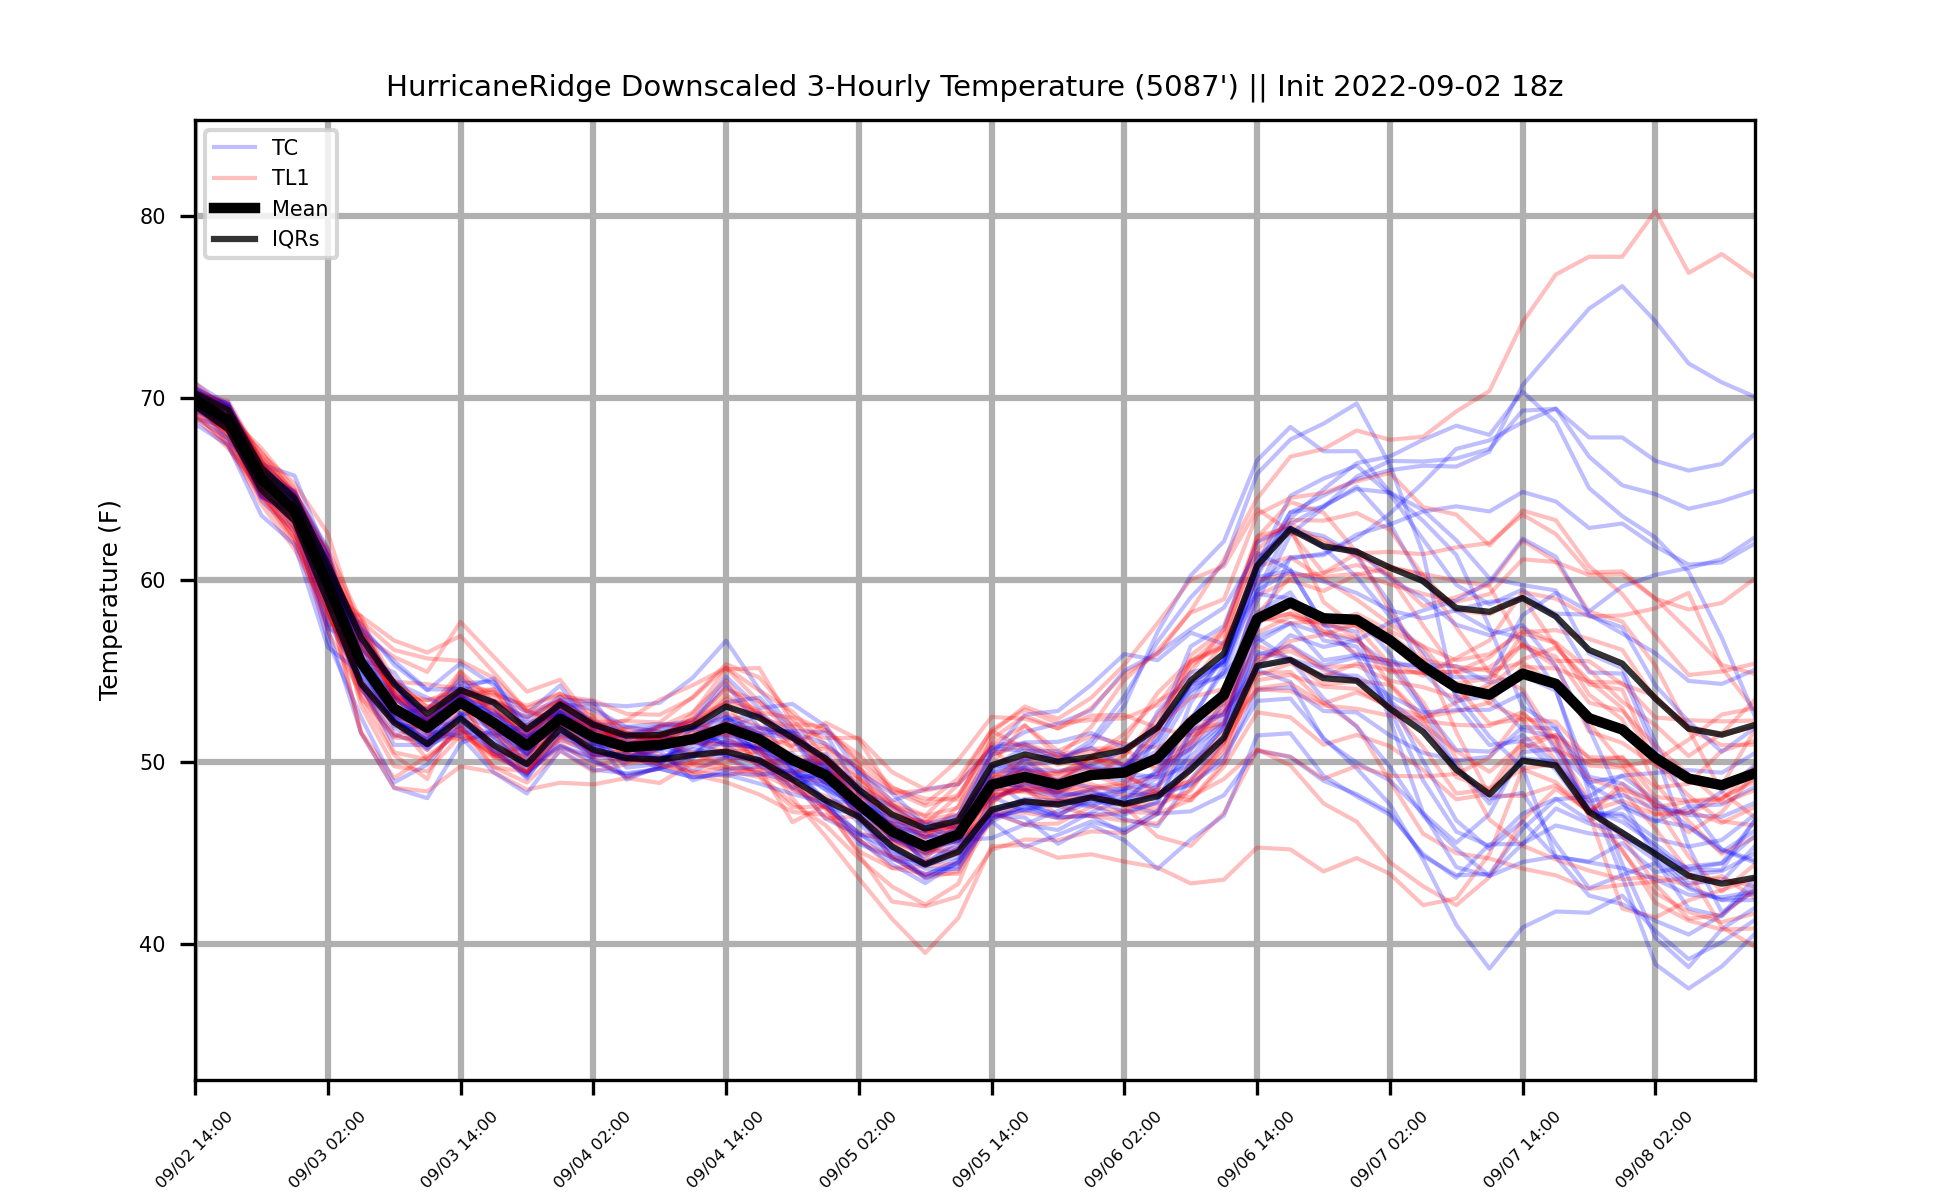 HurricaneRidge Downscaled 3-Hourly Temperature (5087') || Init 2022-09-02 18z
TC
TL1
Mean
IQRs
Temperature (F)
80
70
60
50
40
09/02 14:00
09/03 02:00
09/03 14:00
09/04 02:00
09/04 14:00
09/05 02:00
09/05 14:00
09/06 02:00
09/06 14:00
09/07 02:00
09/07 14:00
09/08 02:00